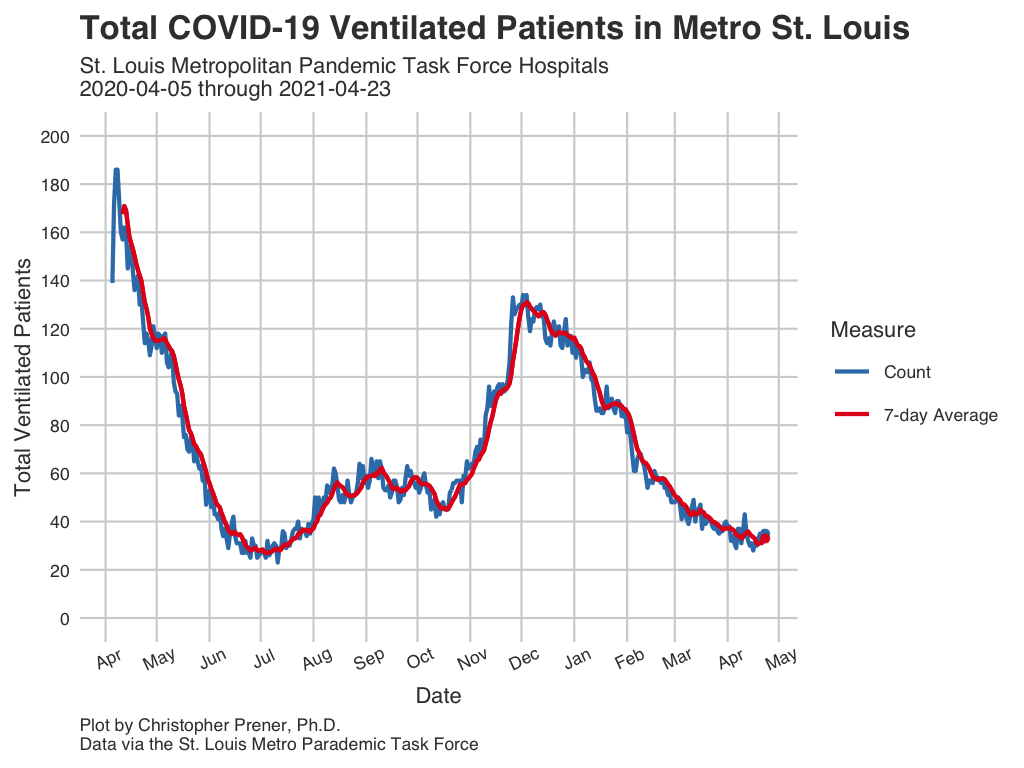 Total COVID-19 Ventilated Patients in Metro St. Louis
St. Louis Metropolitan Pandemic Task Force Hospitals
2020-04-05 through 2021-04-23
Total Ventilated Patients
200
180
160
140
120
100
80
60
40
20
0
Apr May Jun Jul Aug Sep Oct Nov Dec Jan Feb Mar Apr May
Date
Measure
Count
7-day Average
Plot by Christopher Prener, Ph.D.
Data via the St. Louis Metro Parademic Task Force